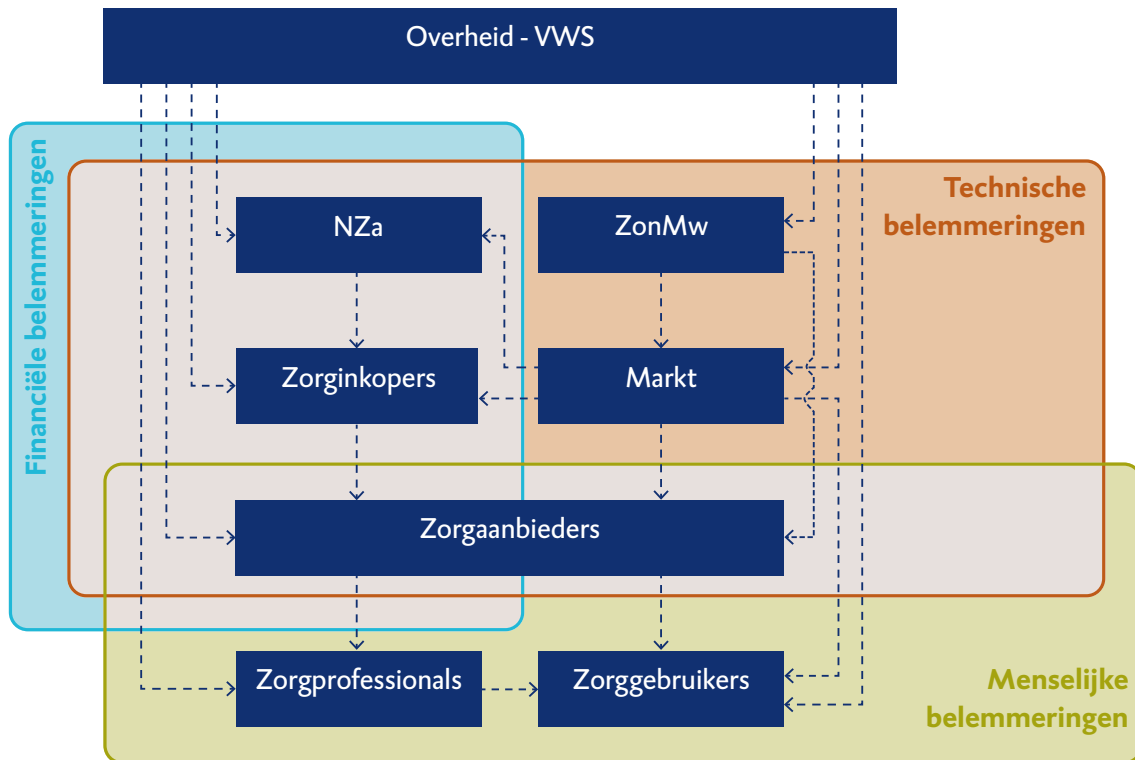 Overheid - VWS
Financiële belemmeringen
Technische
belemmeringen
NZa
ZonMw
Zorginkopers
Markt
Zorgaanbieders
Zorgprofessionals
Zorggebruikers
Menselijke
belemmeringen